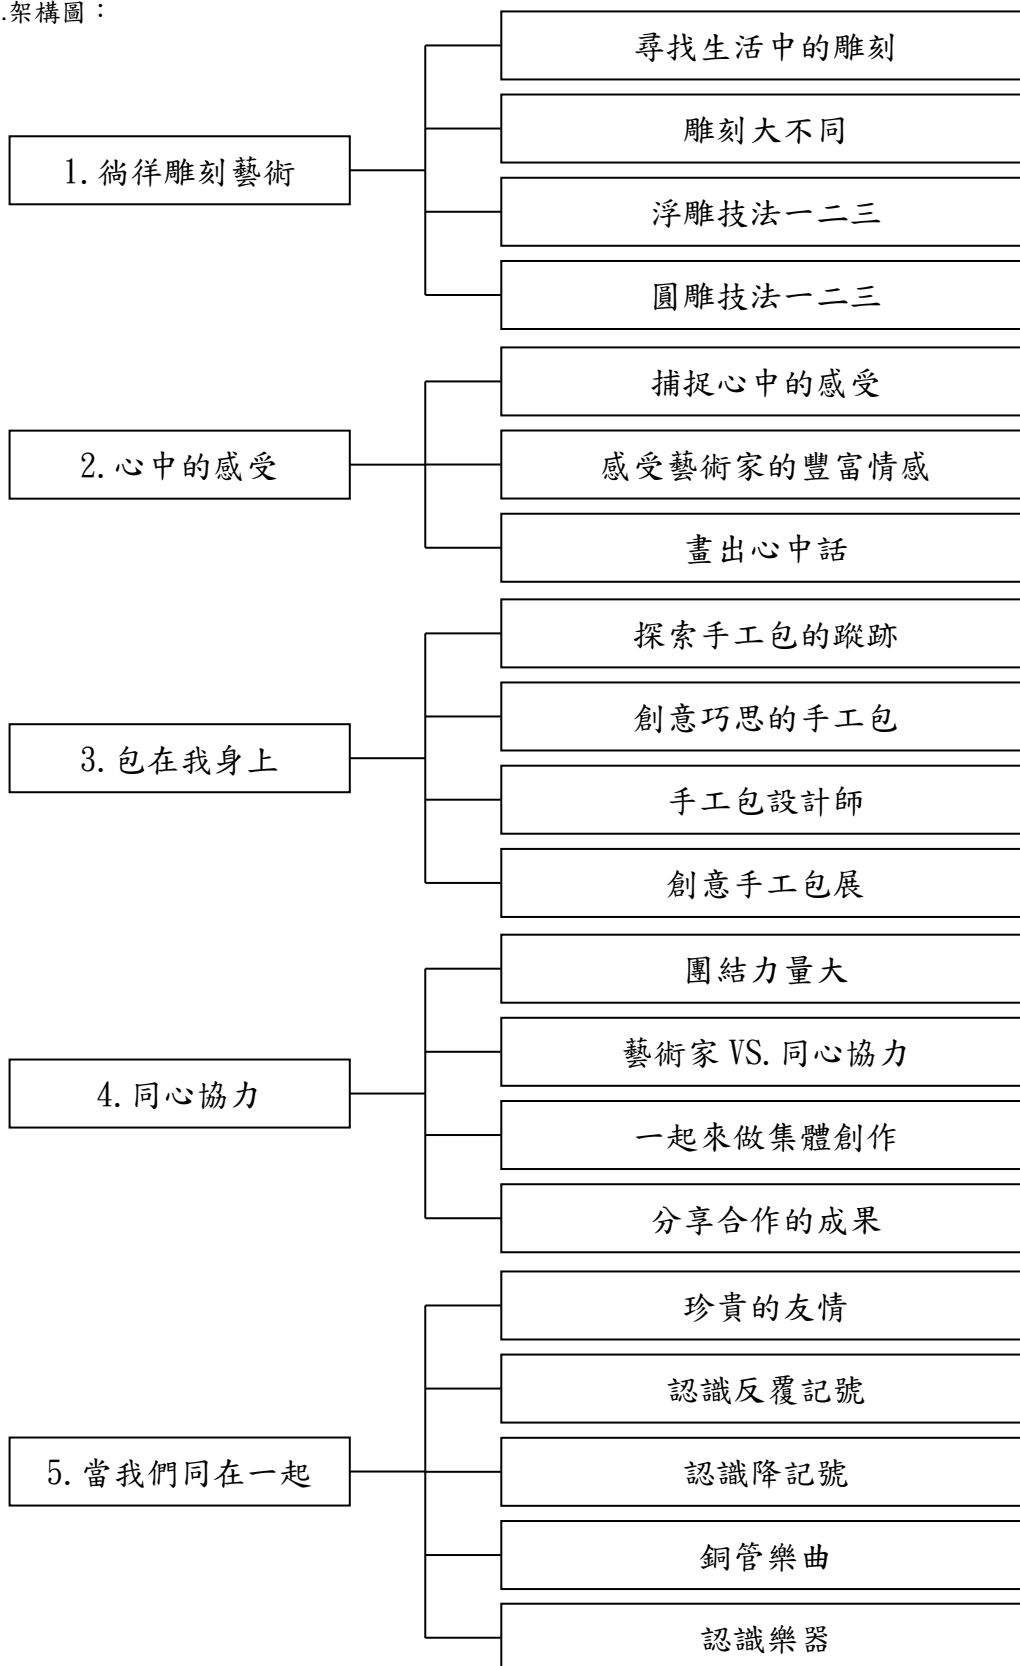 .架構圖：
1.徜徉雕刻藝術
尋找生活中的雕刻
雕刻大不同
浮雕技法一二三
圓雕技法一二三
2.心中的感受
捕捉心中的感受
感受藝術家的豐富情感
畫出心中話
3.包在我身上
探索手工包的蹤跡
創意巧思的手工包
手工包設計師
創意手工包展
4.同心協力
團結力量大
藝術家 VS.同心協力
一起來做集體創作
分享合作的成果
5.當我們同在一起
珍貴的友情
認識反覆記號
認識降記號
銅管樂曲
認識樂器